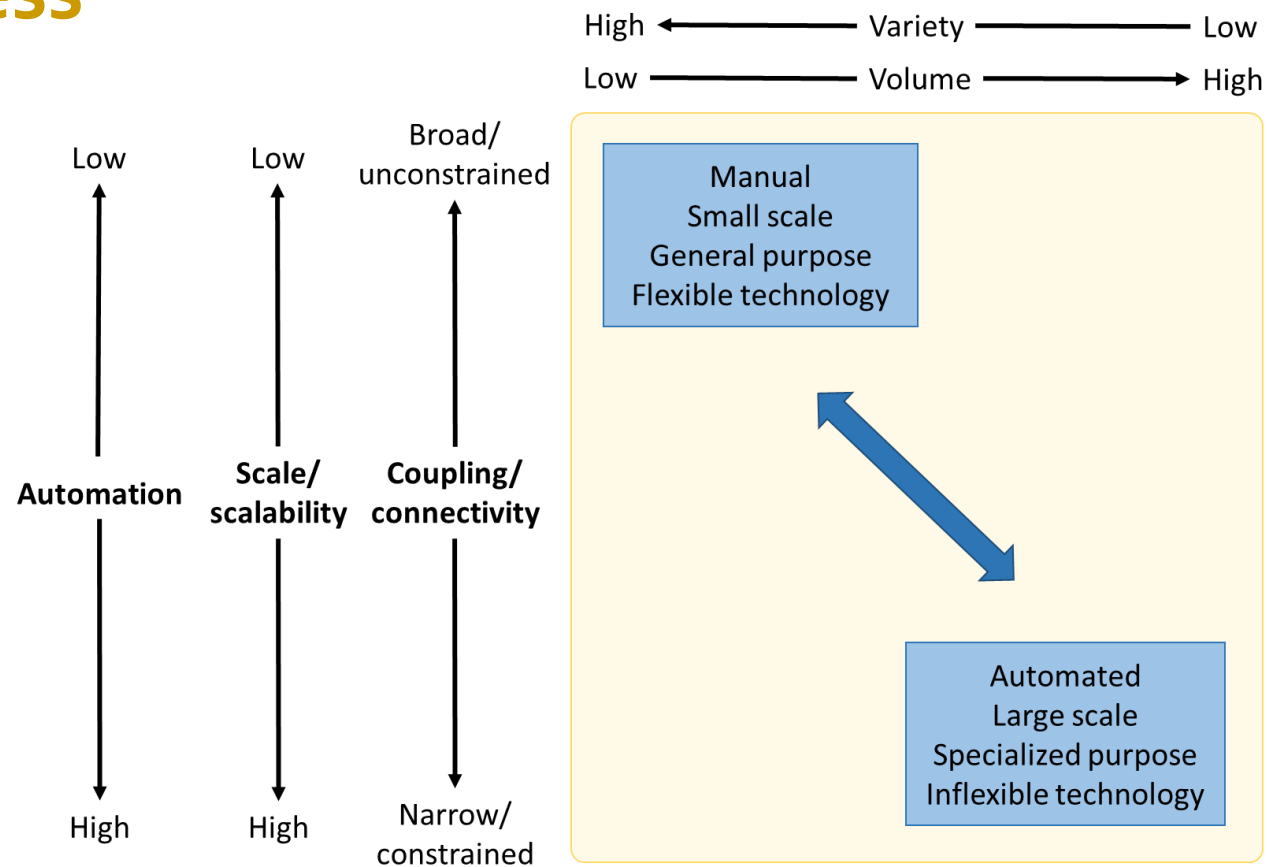 ess
High Variety Low
Low Volume High
Low
Low
Broad/
unconstrained
Manual
Small scale
General purpose
Flexible technology
Automation
Scale/
scalability
Coupling/
connectivity
Automated
Large scale
Specialized purpose
Inflexible technology
High
High
Narrow/
constrained